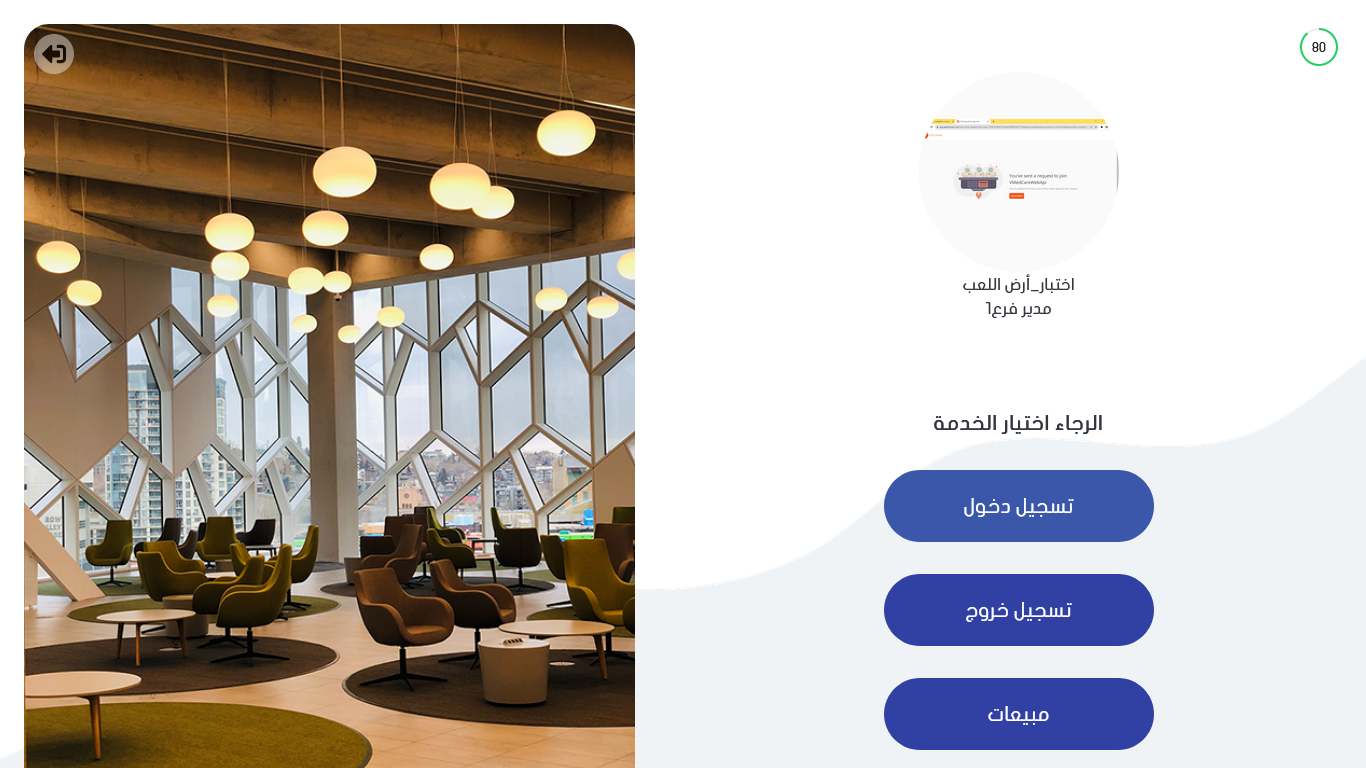 80
You've sent a request to join
VMedCareWebApi
اختبار_أرض اللعب
مدير فرع1
الرجاء اختيار الخدمة
تسجيل دخول
تسجيل خروج
مبيعات